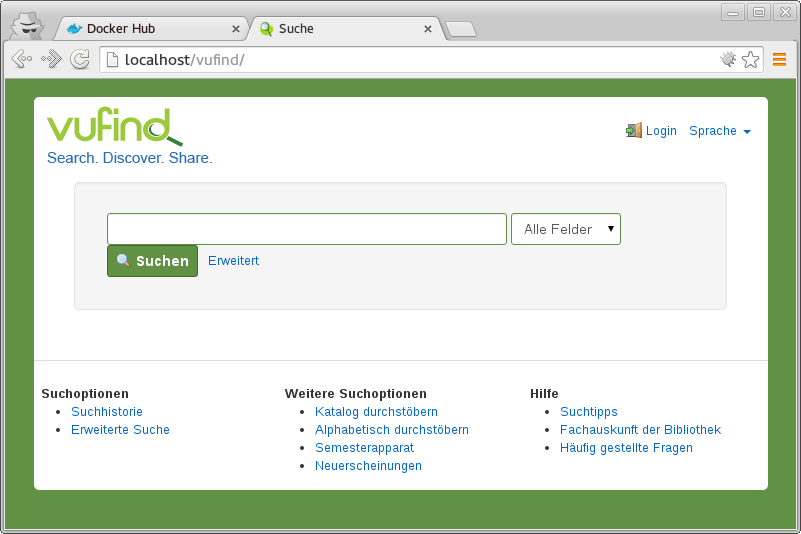 Docker Hub
Suche
localhost/vufind/
vufind
Search. Discover. Share.
Login Sprache
Alle Felder
Suchen Erweitert
Suchoptionen
Suchhistorie
Erweiterte Suche
Weitere Suchoptionen
Katalog durchstöbern
Alphabetisch durchstöbern
Semesterapparat
Neuerscheinungen
Hilfe
Suchtipps
Fachauskunft der Bibliothek
Häufig gestellte Fragen